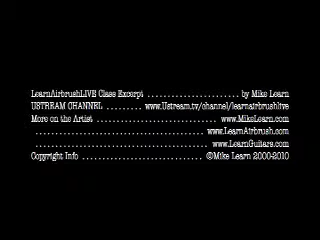 LearnAirbrushLIVE Class Excerpt ....................... by Mike Learn
USTREAM CHANNEL ......... www.Ustream.tv/channel/learnairbrushlive
More on the Artist .............................. www.MikeLearn.com
.......................................... www.LearnAirbrush.com
........................................... www.LearnGuitars.com
Copyright Info .............................. ©Mike Learn 2000-2010